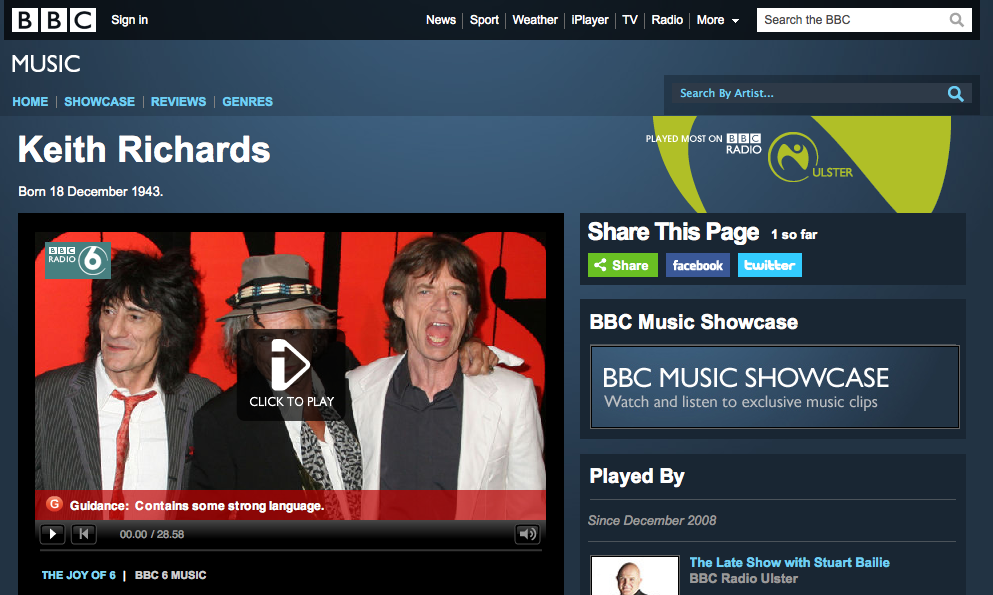 BBC Sign in News Sport Weather iPlayer TV Radio More Search the BBC
MUSIC
HOME SHOWCASE REVIEWS GENRES
Search By Artist...
Keith Richards
Born 18 December 1943.
PLAYED MOST ON BBC
RADIO
ULSTER
BBC
RADIO 6
CLICK TO PLAY
G Guidance: Contains some strong language.
00.00 / 28.58
THE JOY OF 6 | BBC 6 MUSIC
Share This Page 1 so far
Share facebook twitter
BBC Music Showcase
BBC MUSIC SHOWCASE
Watch and listen to exclusive music clips
Played By
Since December 2008
The Late Show with Stuart Bailie
BBC Radio Ulster